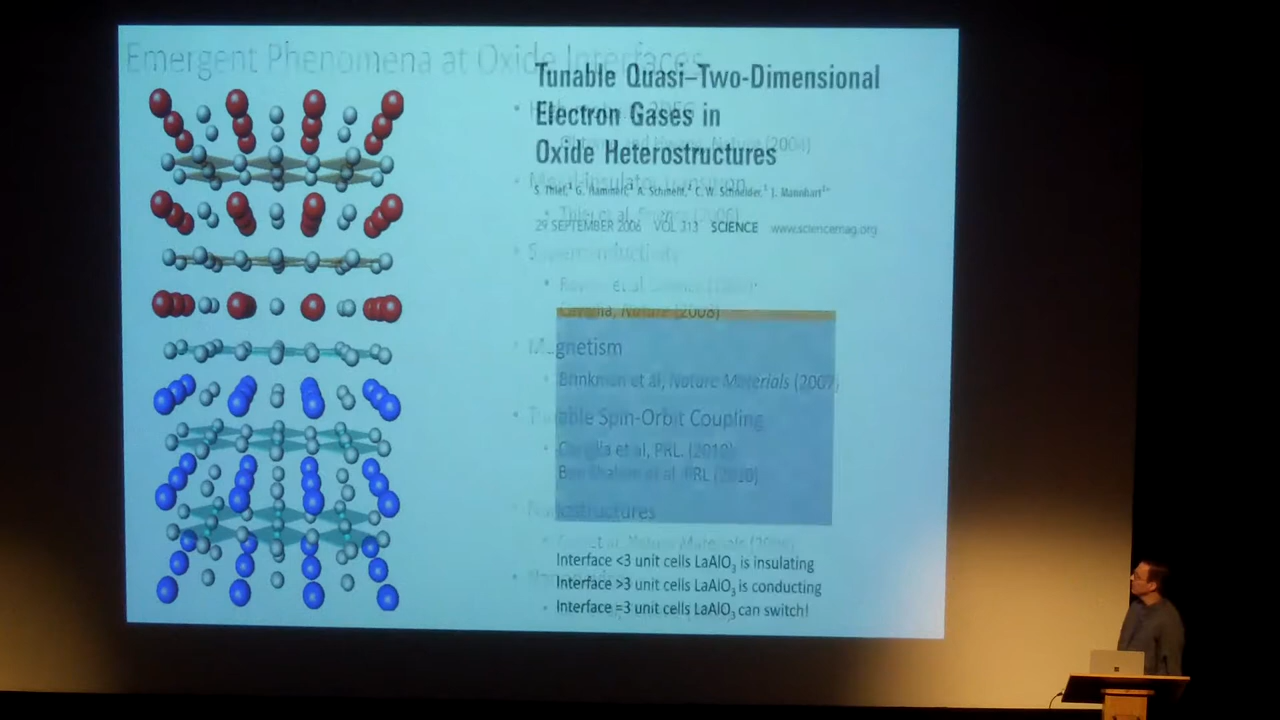 Emergent Phenomena at Oxide Interfaces
Tunable Quasi–Two-Dimensional
Electron Gases in
Oxide Heterostructures
S. Thiel,¹ G. Hammerl,¹ A. Schmehl,² C. W. Schneider,¹ J. Mannhart¹*
29 SEPTEMBER 2006 VOL 313 SCIENCE www.sciencemag.org
Superconductivity
Caviglia, Nature (2008)
• Magnetism
• Brinkman et al, Nature Materials (2007)
• Tunable Spin-Orbit Coupling
• Caviglia et al, PRL. (2010)
Ben Shalom et al PRL (2010)
Nanostructures
Interface <3 unit cells LaAlO₃ is insulating
Interface >3 unit cells LaAlO₃ is conducting
Interface =3 unit cells LaAlO₃ can switch!